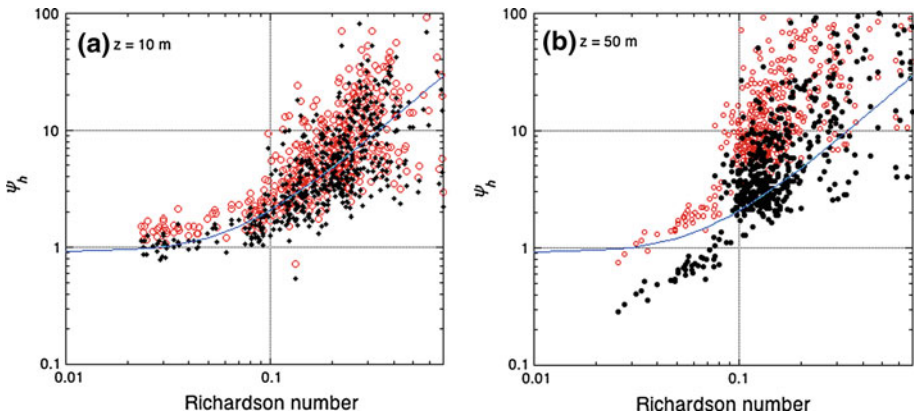 (a) z = 10 m
100
10
1
0.1
ψh
0.01
0.1
Richardson number
(b) z = 50 m
100
10
1
0.1
ψh
0.01
0.1
Richardson number